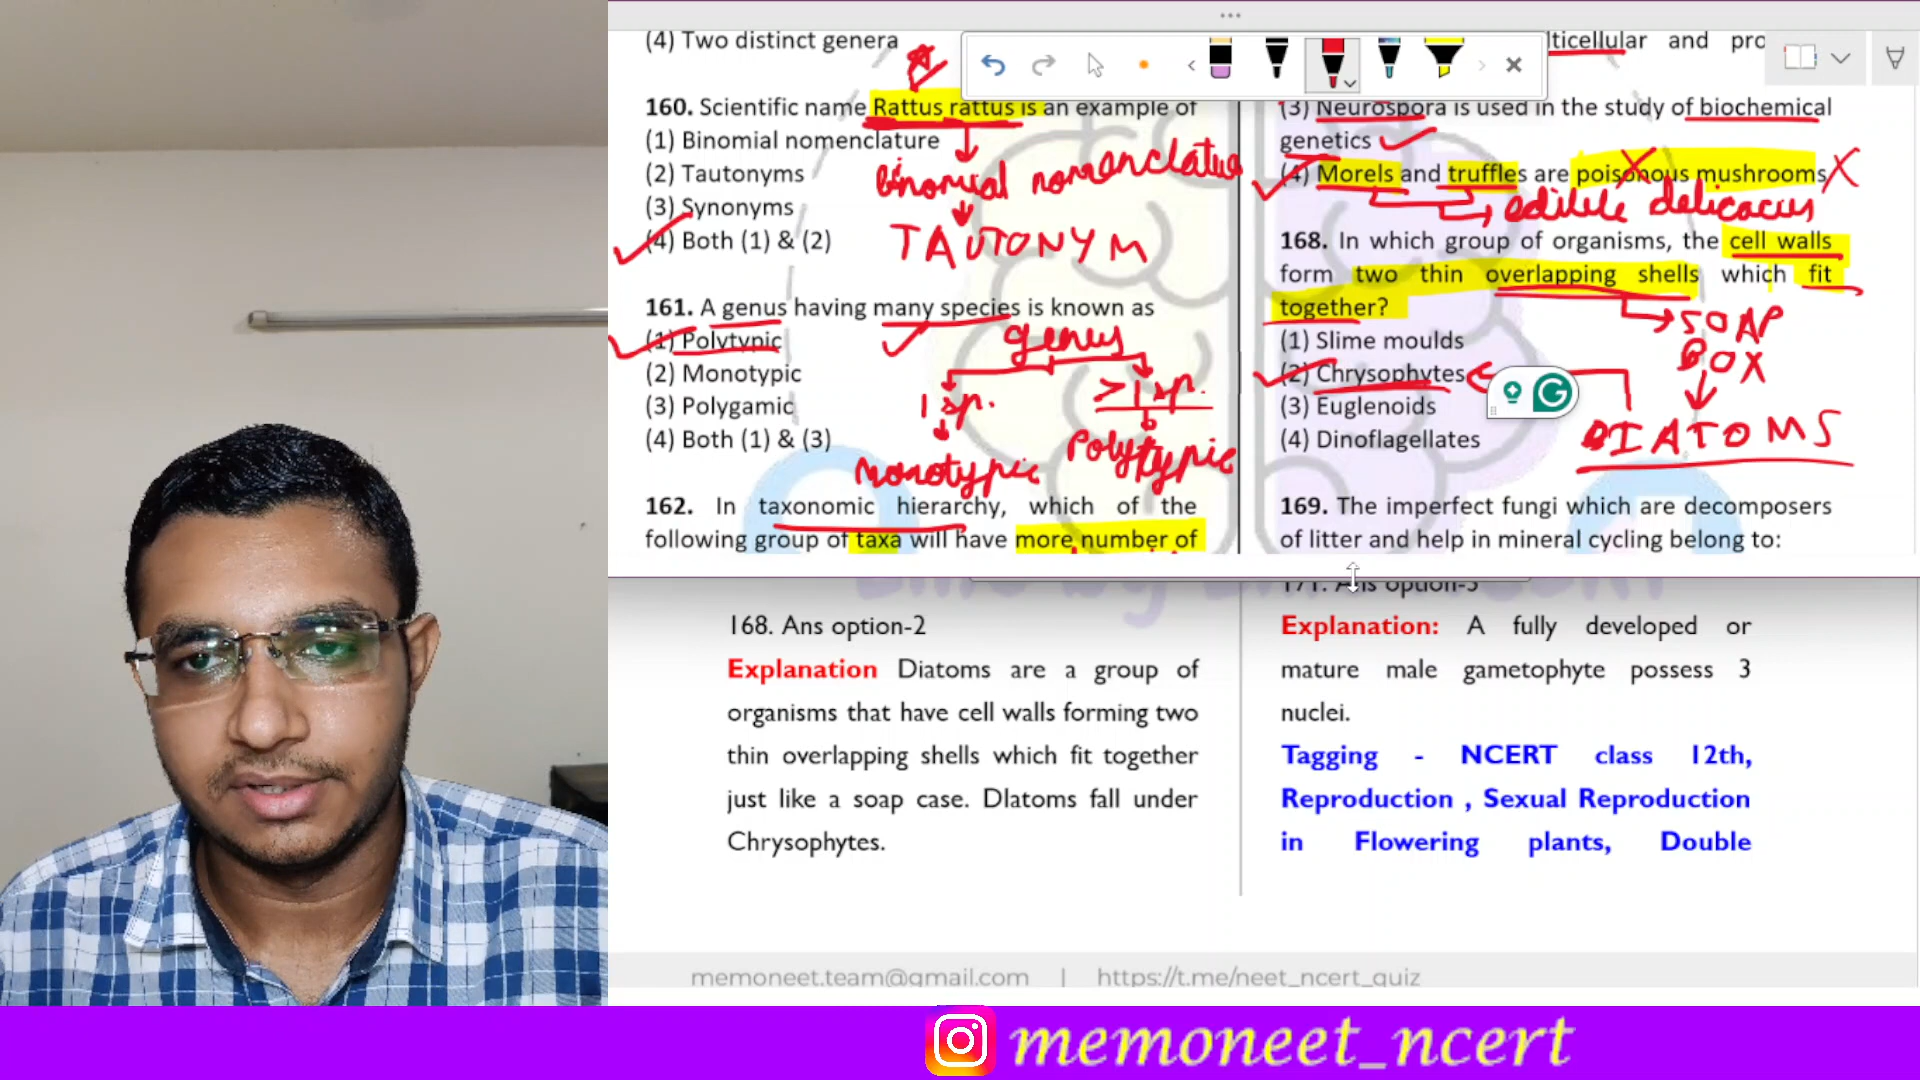 (4) Two distinct genera
160. Scientific name Rattus rattus is an example of
(1) Binomial nomenclature
(2) Tautonyms
(3) Synonyms
(4) Both (1) & (2)
binomial nomenclatu
TAUTONYM
161. A genus having many species is known as
(1) Polytypic
(2) Monotypic
(3) Polygamic
(4) Both (1) & (3)
genus
1 sp.
>1 sp.
monotypic
Polytypic
162. In taxonomic hierarchy, which of the
following group of taxa will have more number of
lticellular and pro
(3) Neurospora is used in the study of biochemical
genetics
(4) Morels and truffles are poisonous mushrooms
168. In which group of organisms, the cell walls
form two thin overlapping shells which fit
together?
(1) Slime moulds
(2) Chrysophytes
(3) Euglenoids
(4) Dinoflagellates
SOAP
BOX
DIATOMS
169. The imperfect fungi which are decomposers
of litter and help in mineral cycling belong to:
168. Ans option-2
Explanation Diatoms are a group of
organisms that have cell walls forming two
thin overlapping shells which fit together
just like a soap case. DIatoms fall under
Chrysophytes.
171. Ans option-3
Explanation: A fully developed or
mature male gametophyte possess 3
nuclei.
Tagging - NCERT class 12th,
Reproduction , Sexual Reproduction
in Flowering plants, Double
memoneet.team@gmail.com | https://t.me/neet_ncert_quiz
memoneet_ncert